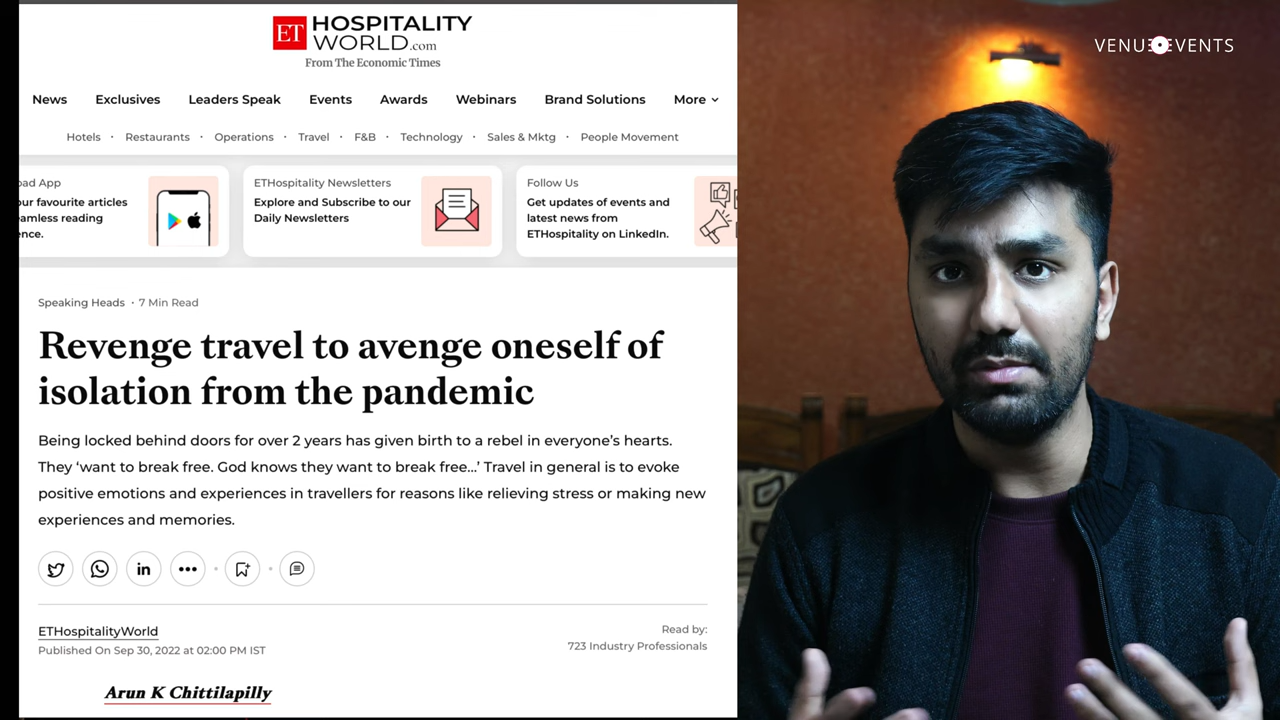 ET HOSPITALITY
WORLD.com
From The Economic Times
VENUE EVENTS
News Exclusives Leaders Speak Events Awards Webinars Brand Solutions More
Hotels · Restaurants · Operations · Travel · F&B · Technology · Sales & Mktg · People Movement
App
favourite articles
reading
ETHospitality Newsletters
Explore and Subscribe to our
Daily Newsletters
Follow Us
Get updates of events and
latest news from
ETHospitality on LinkedIn.
Speaking Heads · 7 Min Read
Revenge travel to avenge oneself of
isolation from the pandemic
Being locked behind doors for over 2 years has given birth to a rebel in everyone’s hearts.
They ‘want to break free. God knows they want to break free...’ Travel in general is to evoke
positive emotions and experiences in travellers for reasons like relieving stress or making new
experiences and memories.
in
ETHospitalityWorld
Published On Sep 30, 2022 at 02:00 PM IST
Read by:
723 Industry Professionals
Arun K Chittilapilly